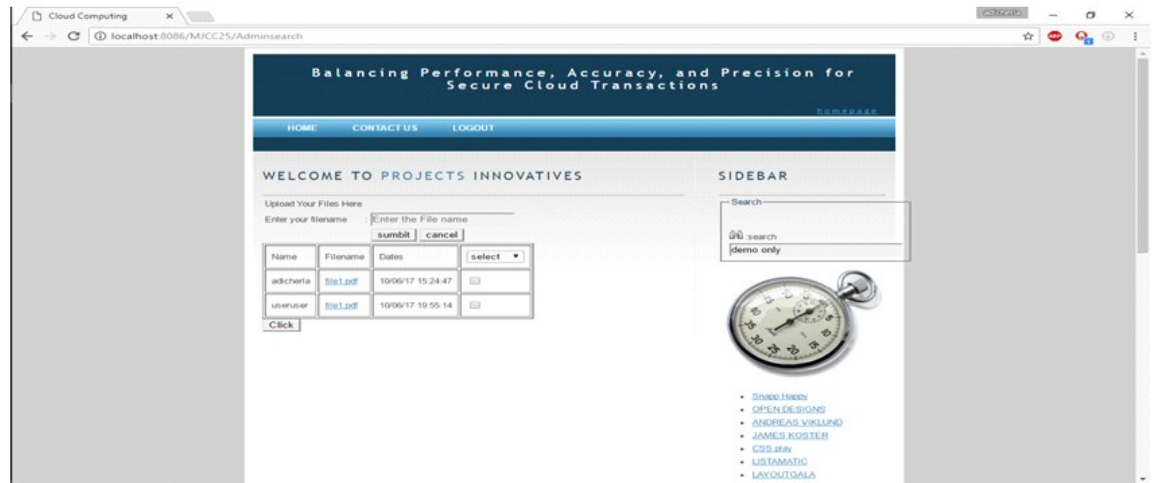 Cloud Computing
adicherla
localhost:8086/MJCC25/Adminsearch
Balancing Performance, Accuracy, and Precision for
Secure Cloud Transactions
homepage
HOME CONTACT US LOGOUT
WELCOME TO PROJECTS INNOVATIVES
Upload Your Files Here
Enter your filename : Enter the File name
sumbit cancel
Name Filename Dates select
adicherla file1.pdf 10/06/17 15:24:47
useruser file1.pdf 10/06/17 19:55:14
Click
SIDEBAR
Search
:search
demo only
Snapp Happy
OPEN DESIGNS
ANDREAS VIKLUND
JAMES KOSTER
CSS play
LISTAMATIC
LAYOUTGALA